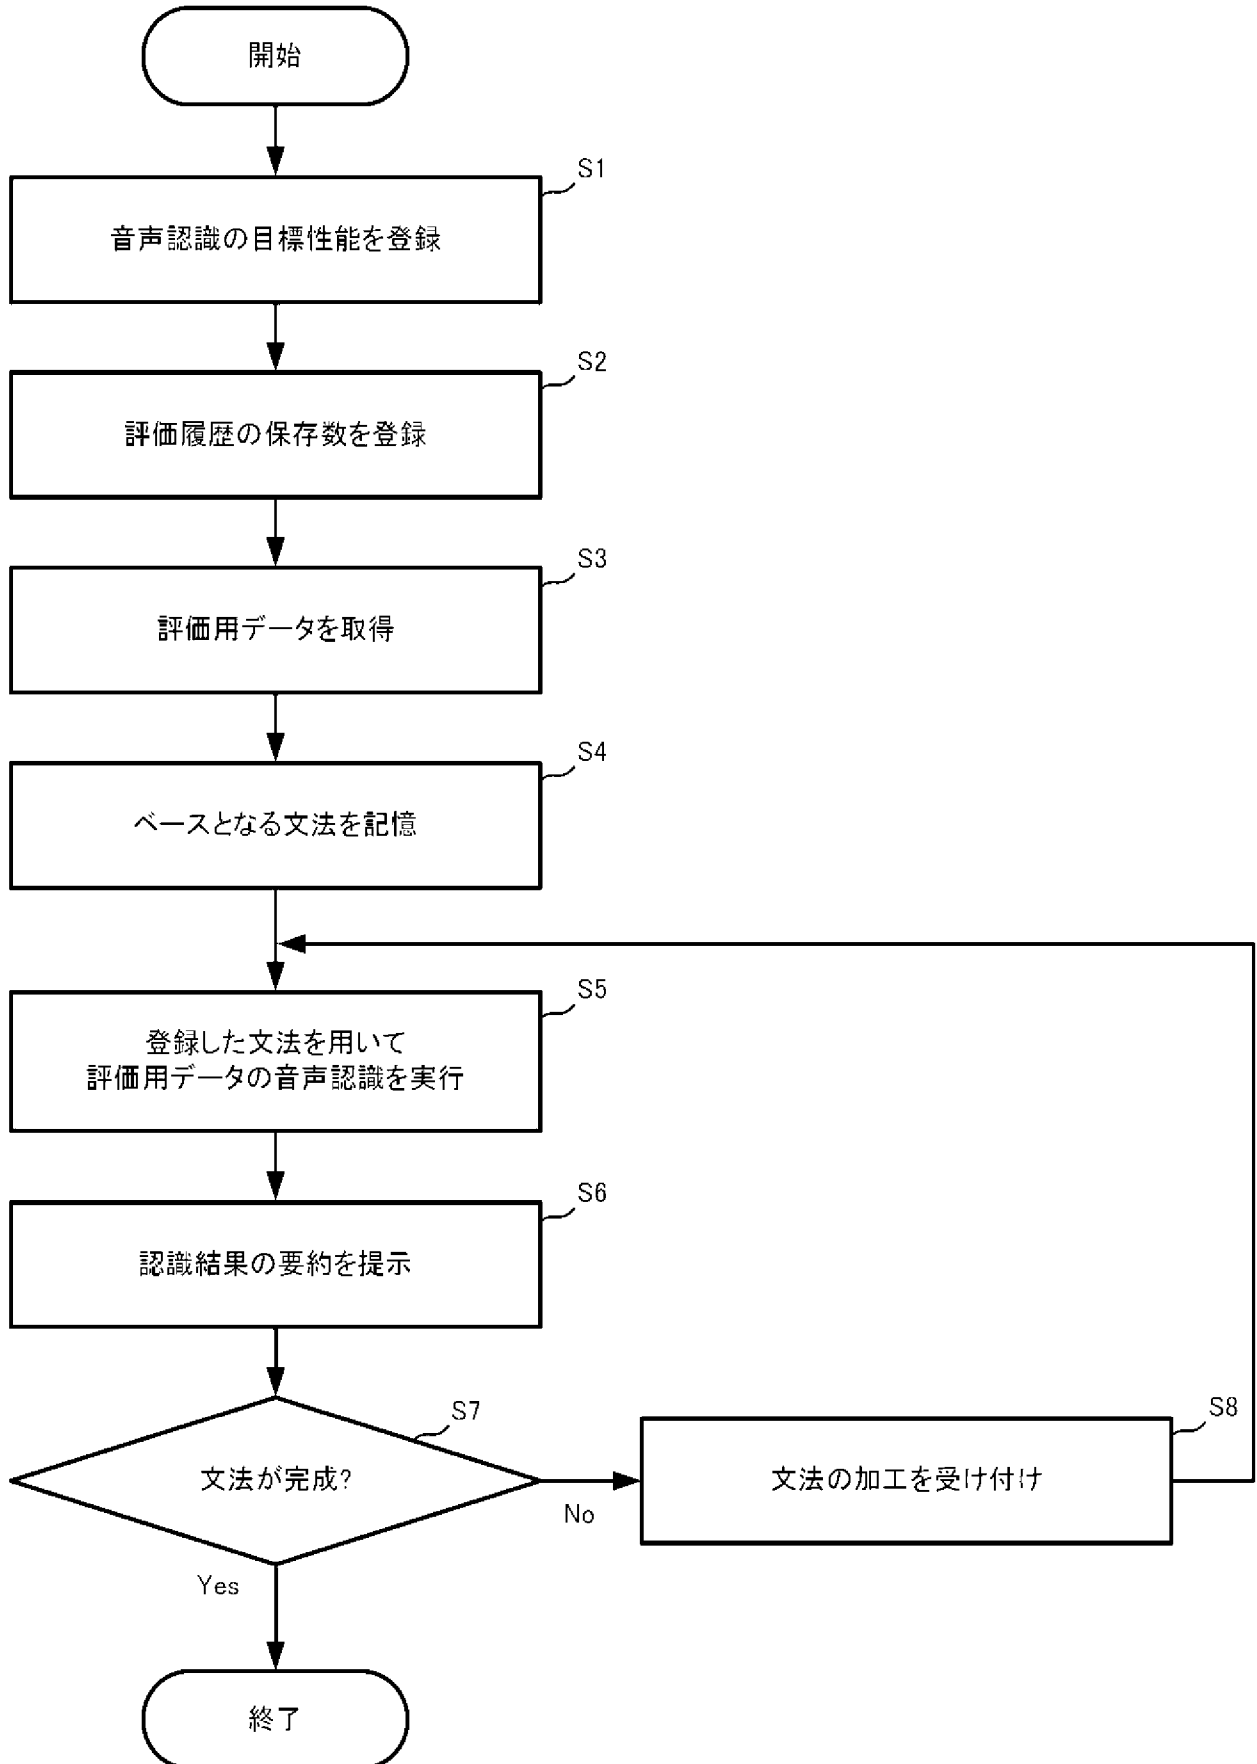 開始
S1
音声認識の目標性能を登録
S2
評価履歴の保存数を登録
S3
評価用データを取得
S4
ベースとなる文法を記憶
S5
登録した文法を用いて
評価用データの音声認識を実行
S6
認識結果の要約を提示
S7
文法が完成?
No
S8
文法の加工を受け付け
Yes
終了